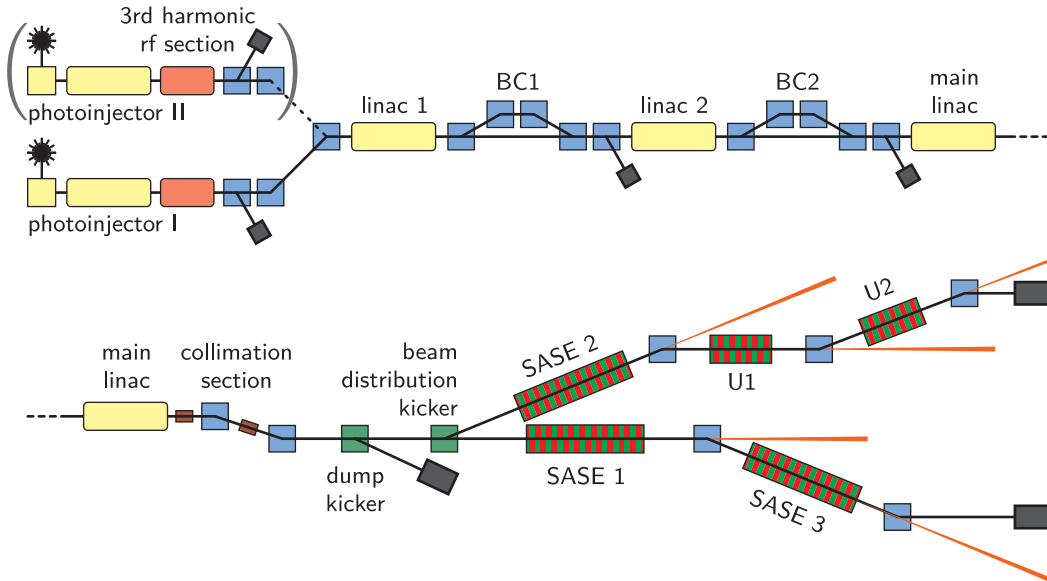 3rd harmonic
rf section
photoinjector II
linac 1
BC1
linac 2
BC2
main
linac
photoinjector I
main
linac
collimation
section
beam
distribution
kicker
dump
kicker
SASE 2
U1
U2
SASE 1
SASE 3